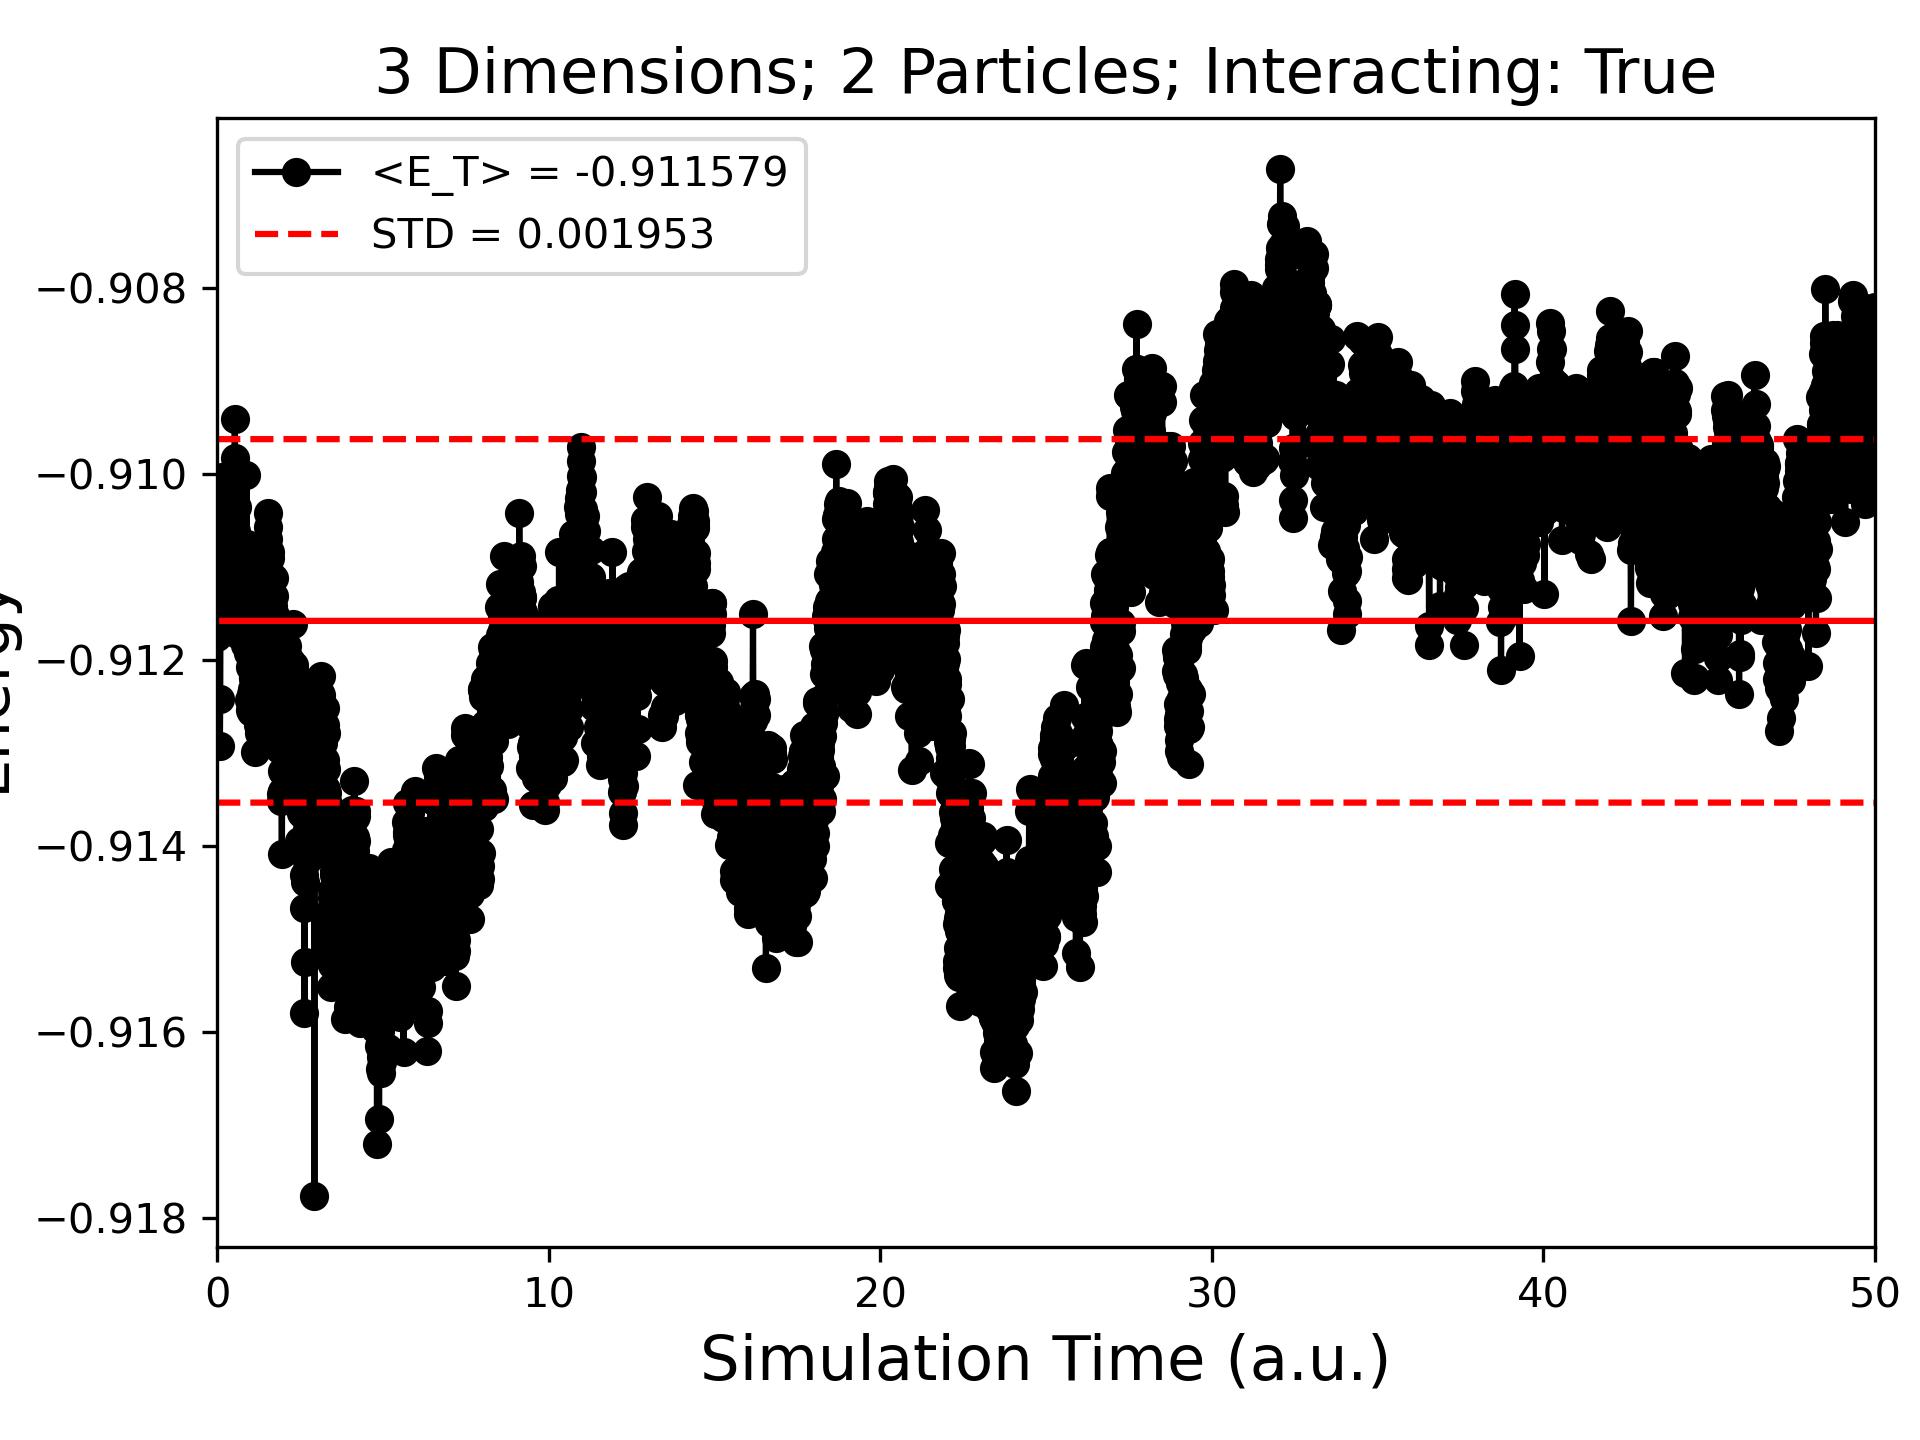 3 Dimensions; 2 Particles; Interacting: True
<E_T> = -0.911579
STD = 0.001953
Energy
−0.908
−0.910
−0.912
−0.914
−0.916
−0.918
0 10 20 30 40 50
Simulation Time (a.u.)